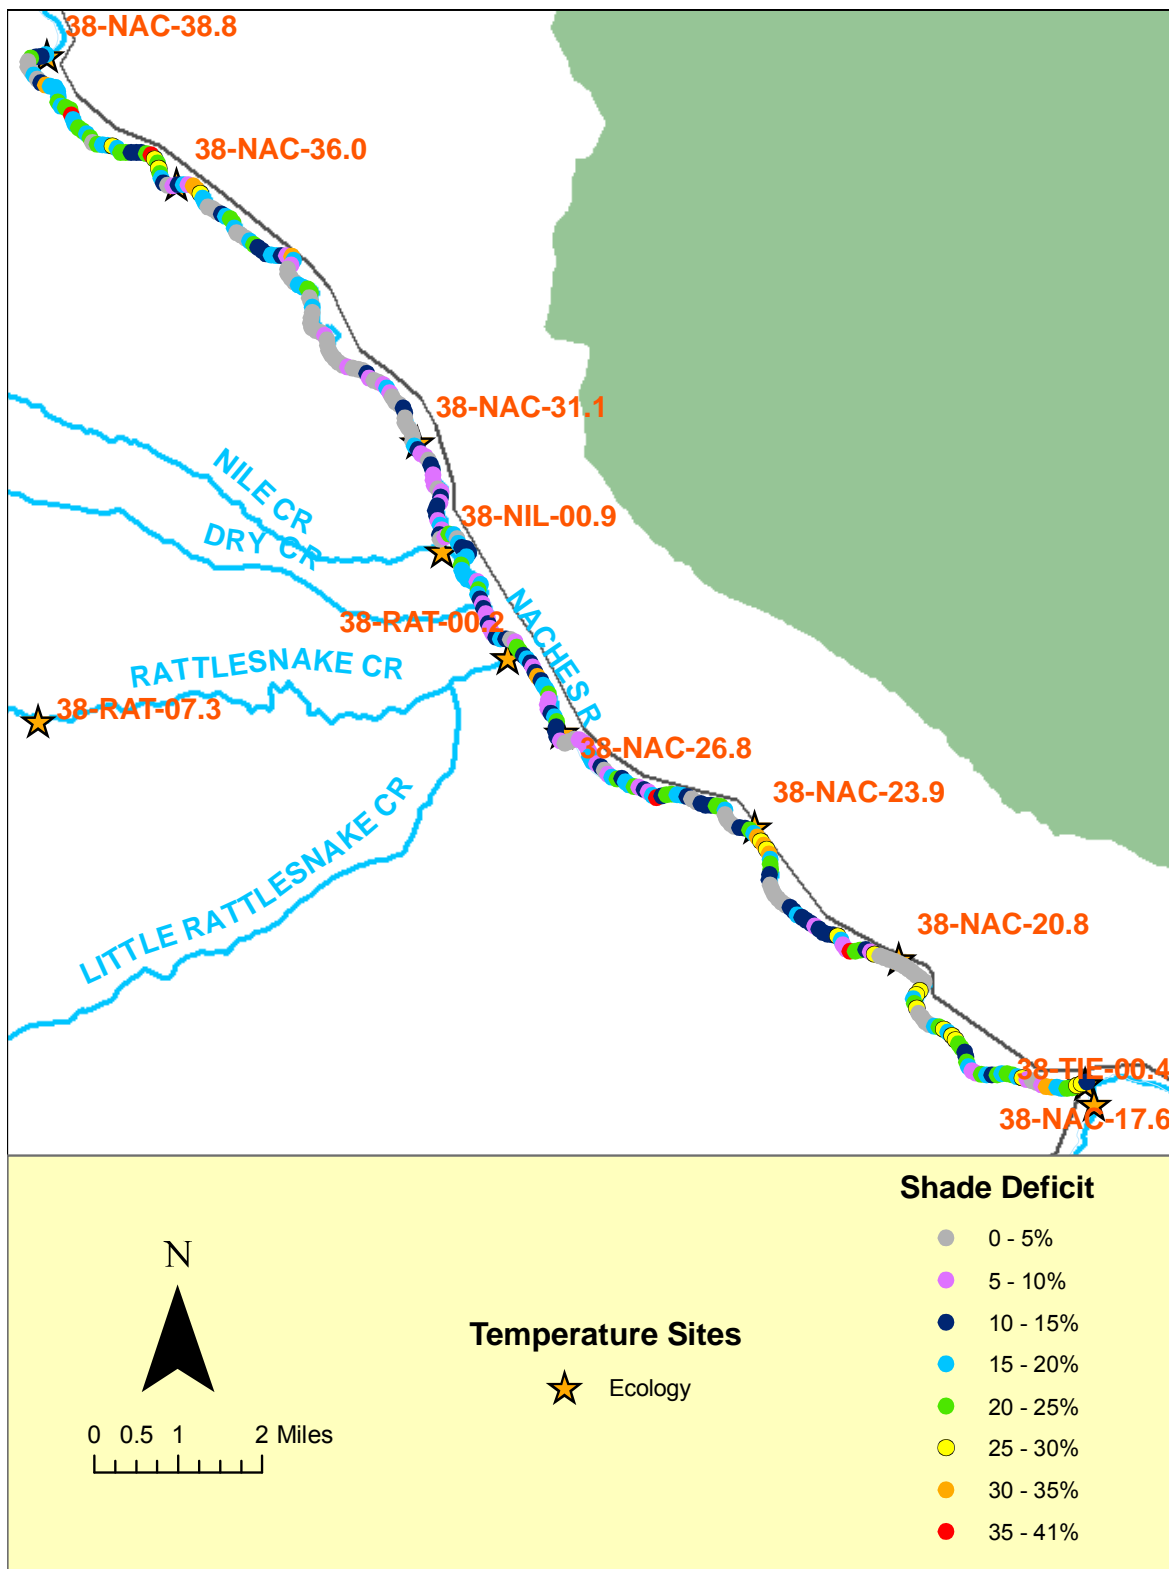 38-NAC-38.8
38-NAC-36.0
38-NAC-31.1
NILE CR
38-NIL-00.9
DRY CR
NACHES R
38-RAT-00.2
RATTLESNAKE CR
38-RAT-07.3
38-NAC-26.8
38-NAC-23.9
LITTLE RATTLESNAKE CR
38-NAC-20.8
38-TIE-00.4
38-NAC-17.6
Shade Deficit
0 - 5%
N
5 - 10%
10 - 15%
Temperature Sites
15 - 20%
Ecology
20 - 25%
0 0.5 1 2 Miles
25 - 30%
30 - 35%
35 - 41%